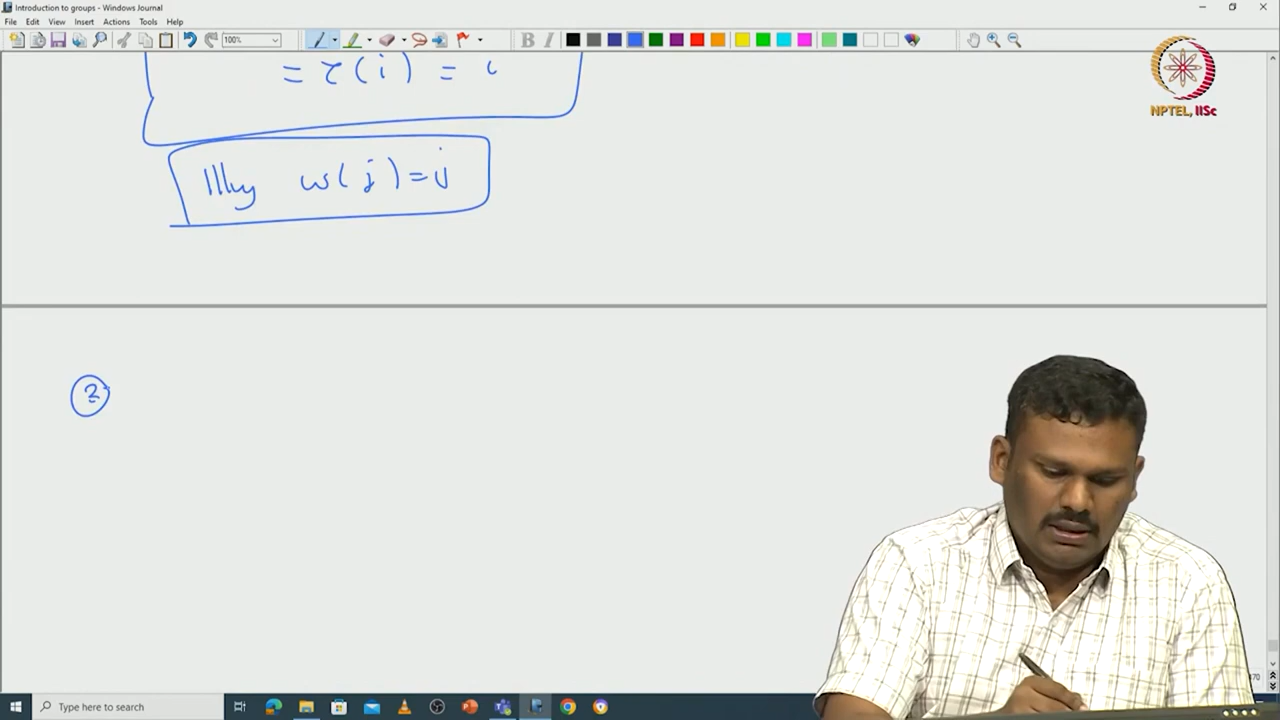 Introduction to groups - Windows Journal
File Edit View Insert Actions Tools Help
100%
B I
NPTEL, IISc
= τ(i) = i
Illly w(j)=j
2
Type here to search